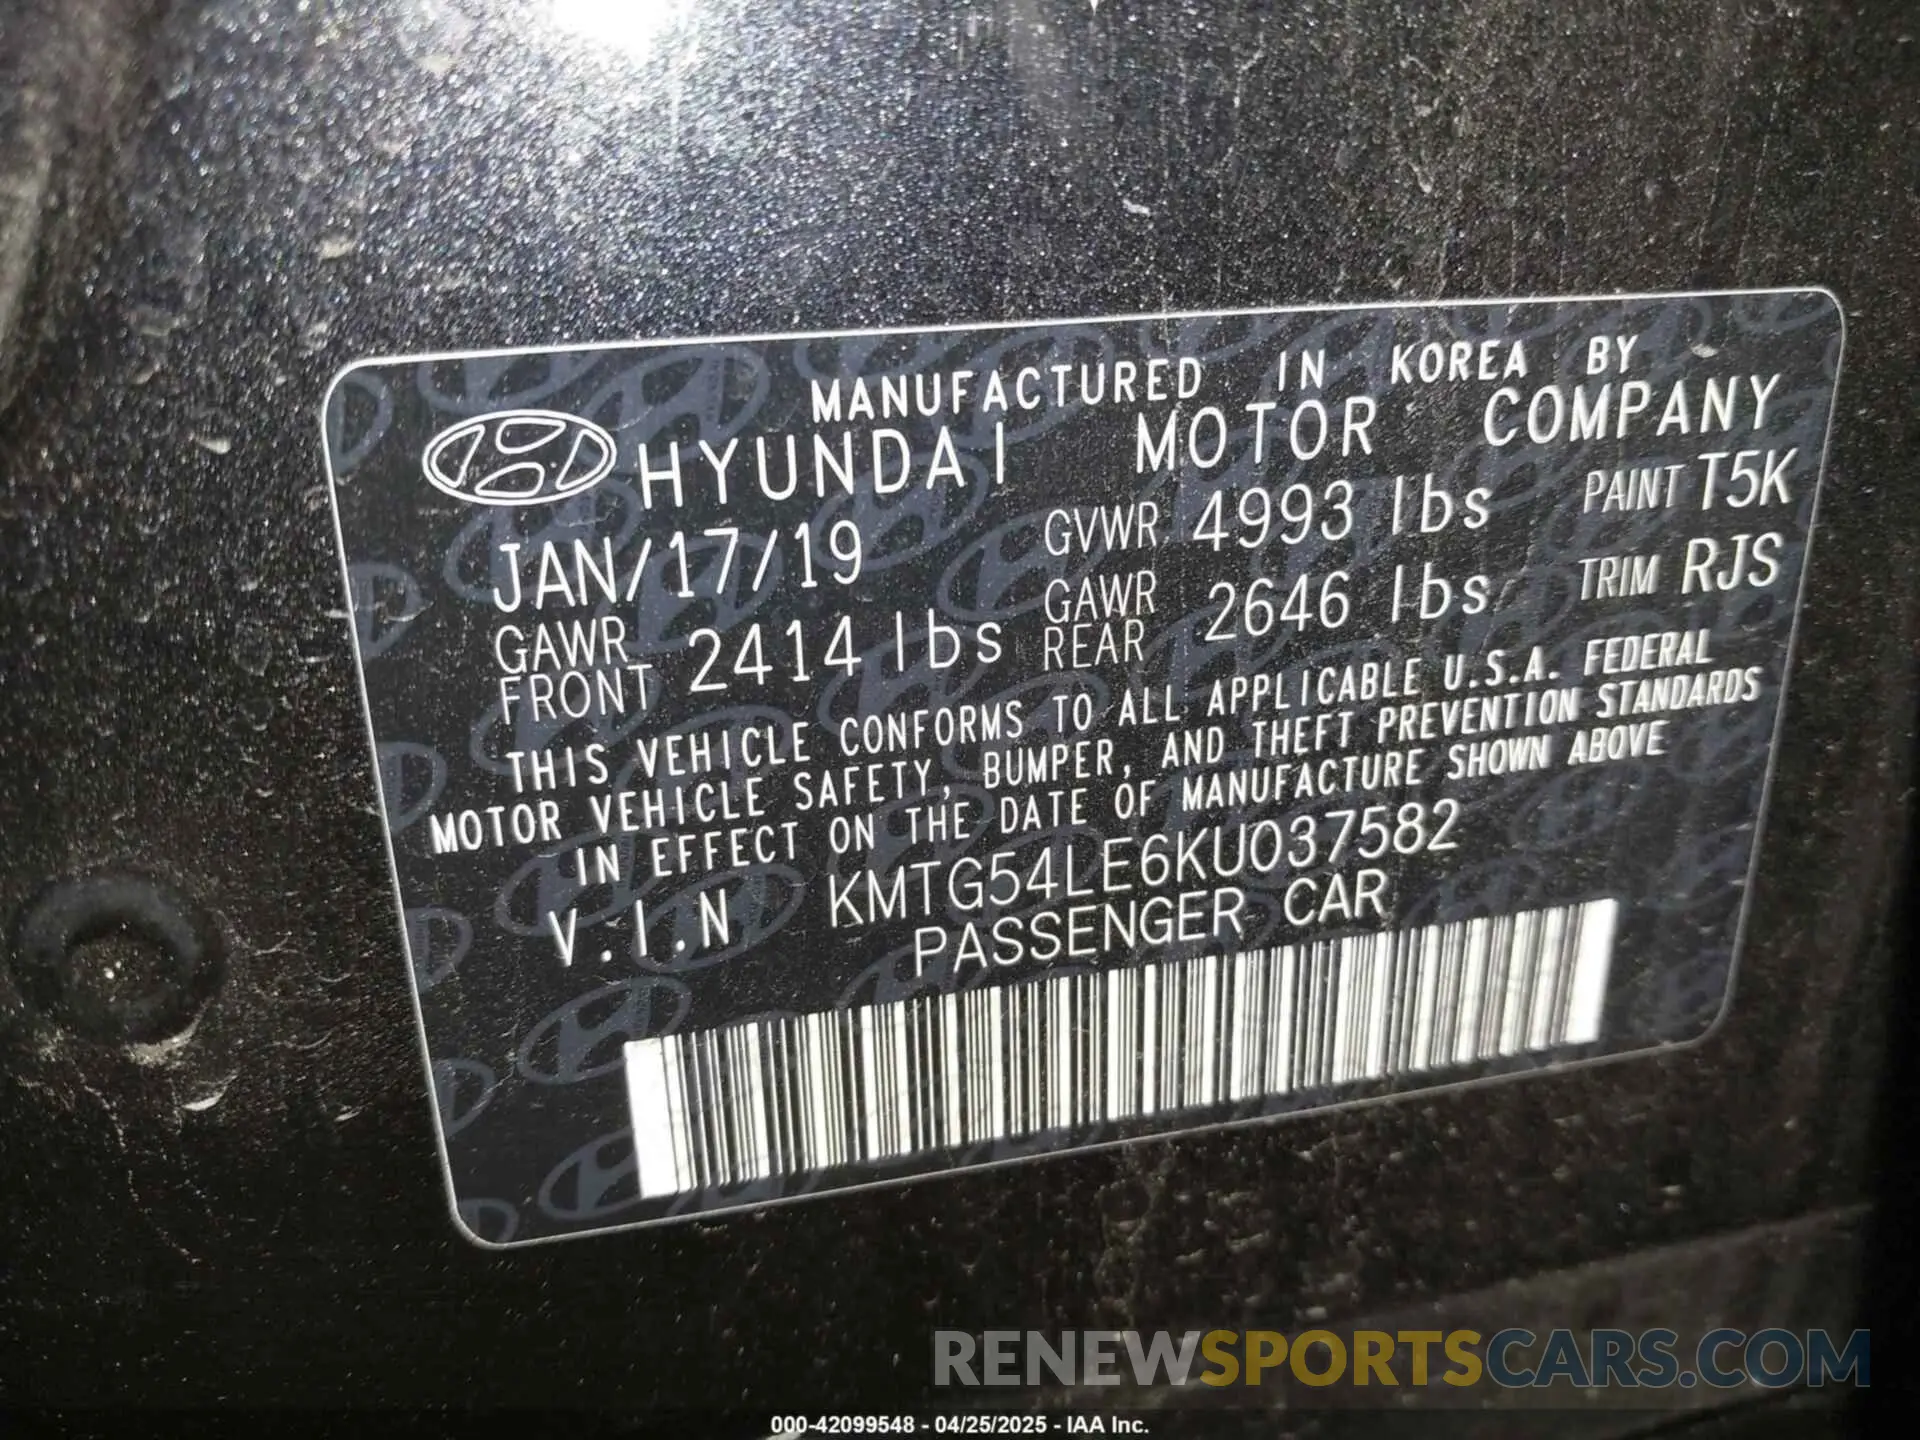 MANUFACTURED IN KOREA BY
HYUNDAI MOTOR COMPANY
JAN/17/19 GVWR 4993 lbs PAINT T5K
GAWR FRONT 2414 lbs GAWR REAR 2646 lbs TRIM RJS
THIS VEHICLE CONFORMS TO ALL APPLICABLE U.S.A. FEDERAL
MOTOR VEHICLE SAFETY, BUMPER, AND THEFT PREVENTION STANDARDS
IN EFFECT ON THE DATE OF MANUFACTURE SHOWN ABOVE
V.I.N KMTG54LE6KU037582
PASSENGER CAR
RENEWSPORTSCARS.COM
000-42099548 - 04/25/2025 - IAA Inc.